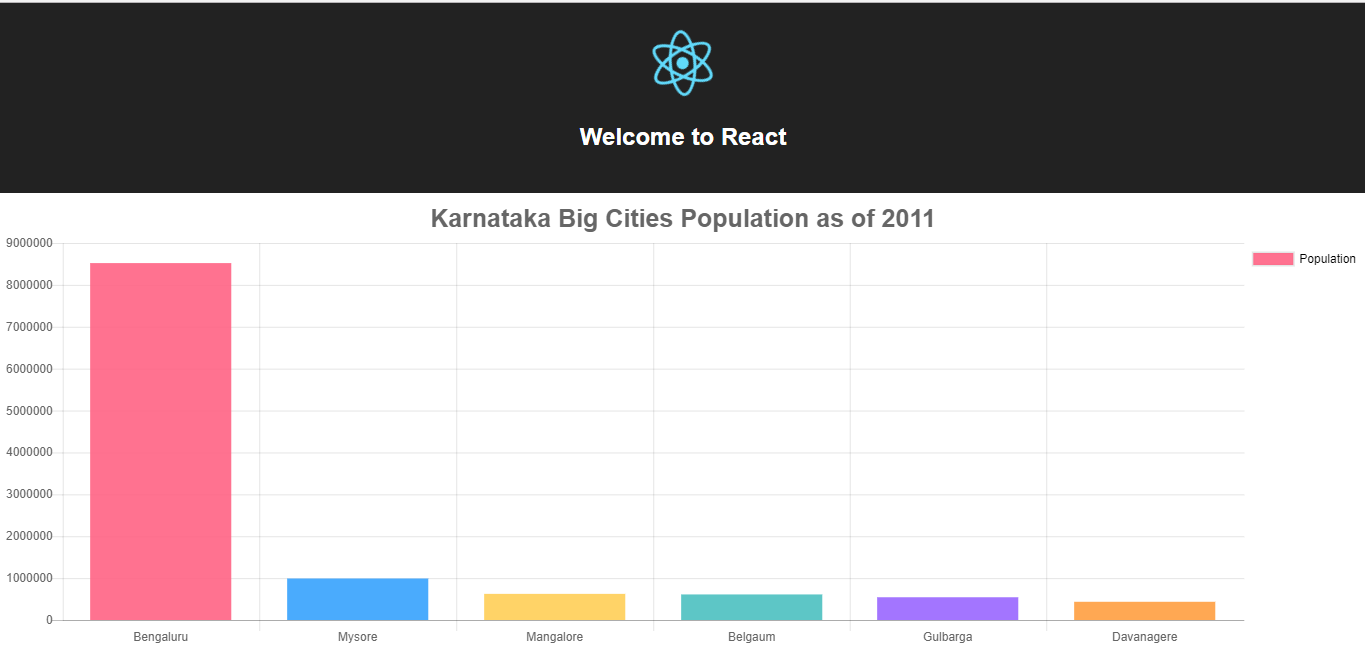 Welcome to React
Karnataka Big Cities Population as of 2011
9000000
8000000
7000000
6000000
5000000
4000000
3000000
2000000
1000000
0
Population
Bengaluru Mysore Mangalore Belgaum Gulbarga Davanagere